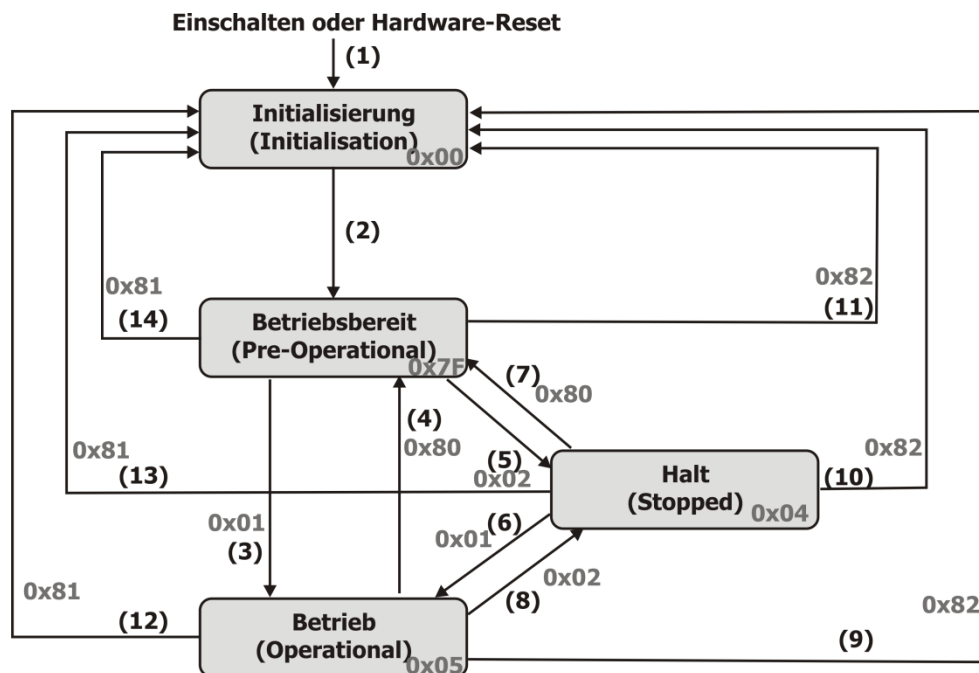 Einschalten oder Hardware-Reset
(1)
Initialisierung
(Initialisation)
0x00
(2)
0x81
0x82
(14)
(11)
Betriebsbereit
(Pre-Operational)
0x7F
(7)
0x80
(4)
0x80
0x81
(13)
(5)
0x02
Halt
(Stopped)
0x04
0x82
(10)
0x01
(3)
(6)
0x01
0x02
(8)
0x81
(12)
Betrieb
(Operational)
0x05
0x82
(9)